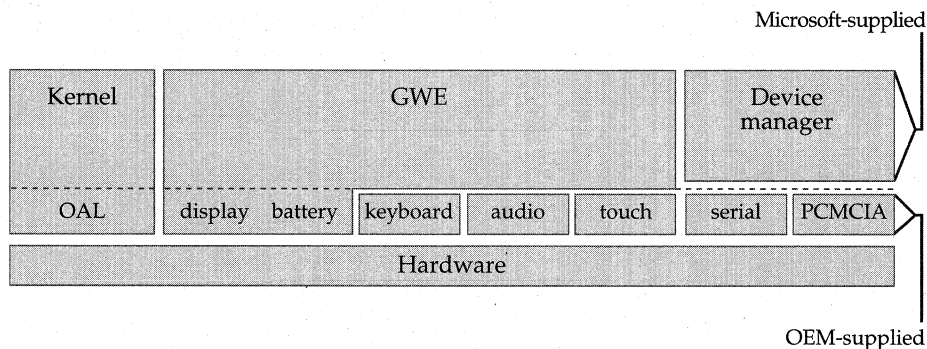 Microsoft-supplied
Kernel
GWE
Device
manager
OAL
display battery keyboard audio touch serial PCMCIA
Hardware
OEM-supplied